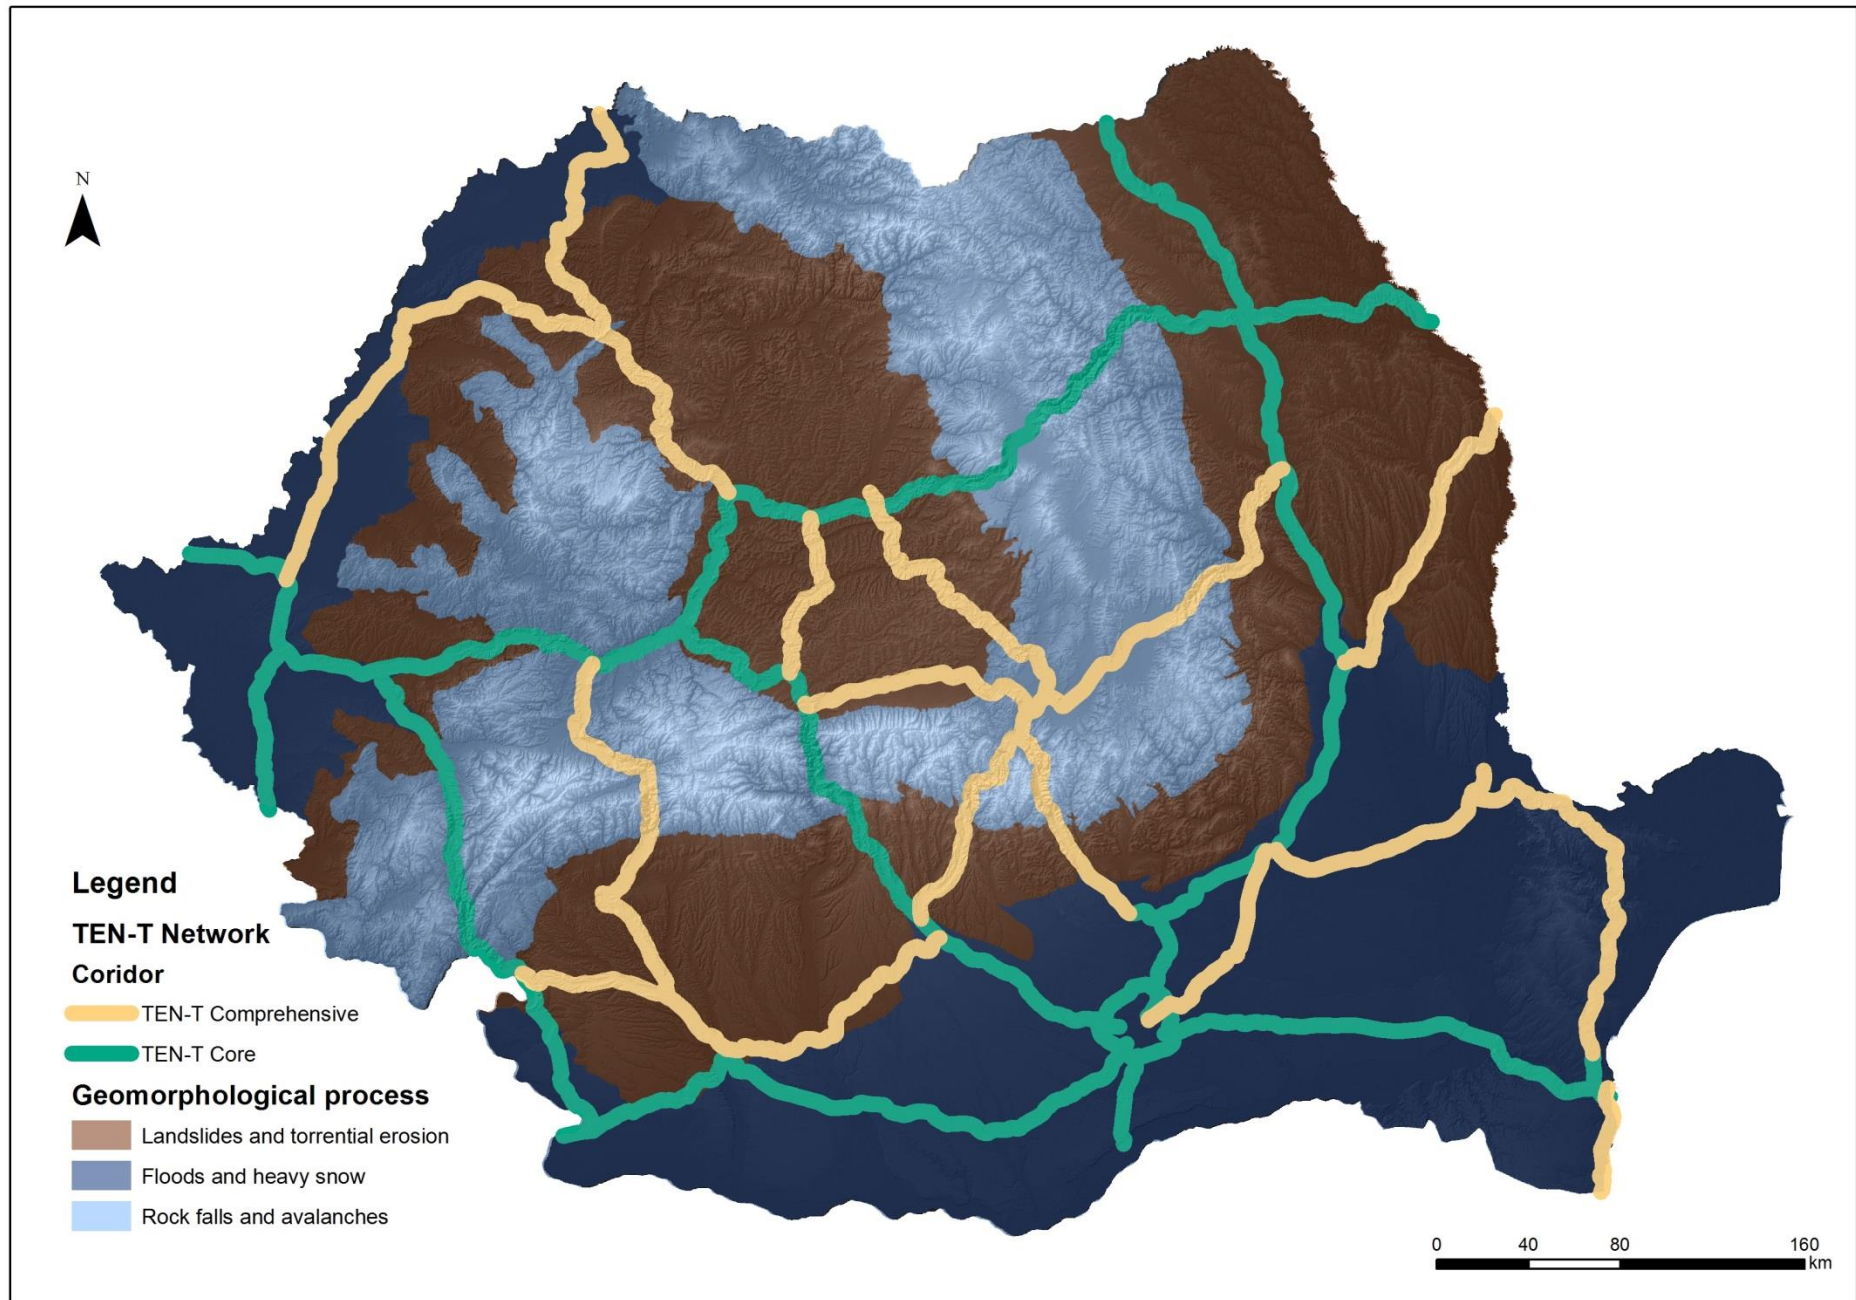 N
Legend
TEN-T Network
Coridor
TEN-T Comprehensive
TEN-T Core
Geomorphological process
Landslides and torrential erosion
Floods and heavy snow
Rock falls and avalanches
0 40 80 160
km